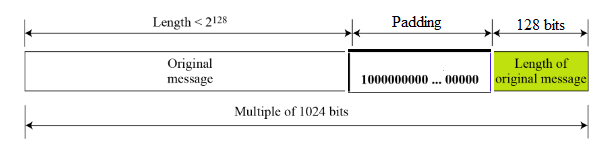 Length < 2¹²⁸
Padding
128 bits
Original
message
1000000000 ... 00000
Length of
original message
Multiple of 1024 bits